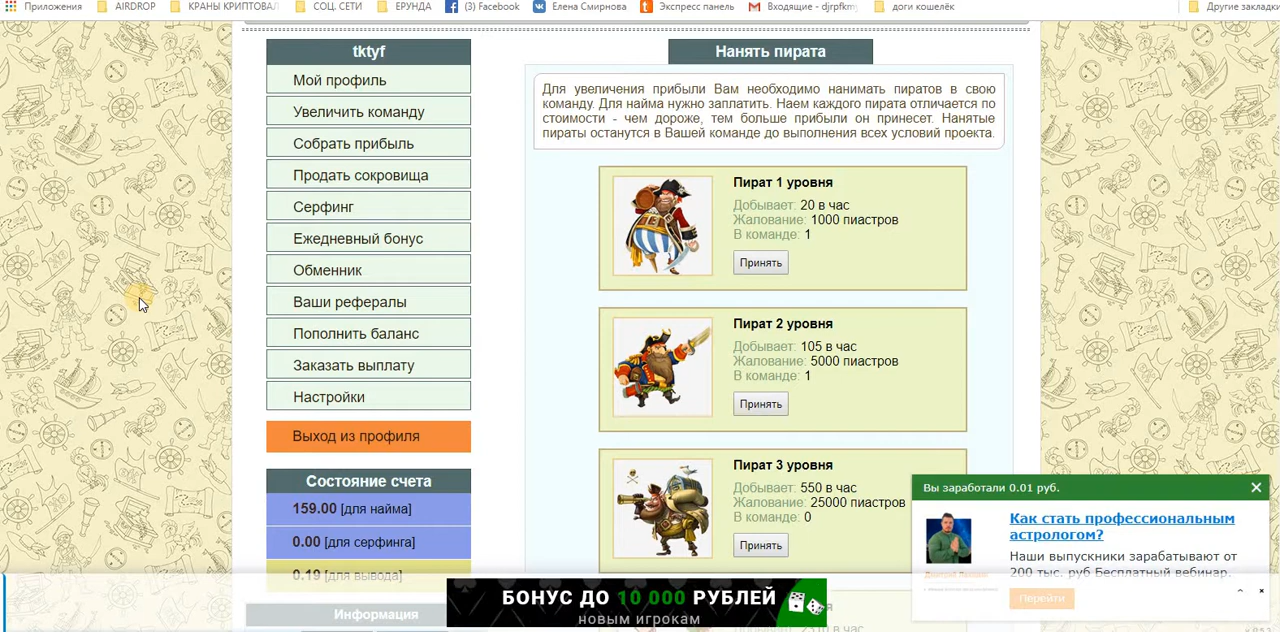 Приложения AIRDROP КРАНЫ КРИПТОВАЛ СОЦ. СЕТИ ЕРУНДА (3) Facebook Елена Смирнова Экспресс панель Входящие - djrpfkmy доги кошелёк Другие закладки
tktyf
Мой профиль
Увеличить команду
Собрать прибыль
Продать сокровища
Серфинг
Ежедневный бонус
Обменник
Ваши рефералы
Пополнить баланс
Заказать выплату
Настройки
Выход из профиля
Состояние счета
159.00 [для найма]
0.00 [для серфинга]
0.19 [для вывода]
Информация
Нанять пирата
Для увеличения прибыли Вам необходимо нанимать пиратов в свою
команду. Для найма нужно заплатить. Наем каждого пирата отличается по
стоимости - чем дороже, тем больше прибыли он принесет. Нанятые
пираты останутся в Вашей команде до выполнения всех условий проекта.
Пират 1 уровня
Добывает: 20 в час
Жалование: 1000 пиастров
В команде: 1
Принять
Пират 2 уровня
Добывает: 105 в час
Жалование: 5000 пиастров
В команде: 1
Принять
Пират 3 уровня
Добывает: 550 в час
Жалование: 25000 пиастров
В команде: 0
Принять
Вы заработали 0.01 руб.
Как стать профессиональным
астрологом?
Наши выпускники зарабатывают от
200 тыс. руб Бесплатный вебинар.
Перейти
БОНУС ДО 10 000 РУБЛЕЙ
новым игрокам